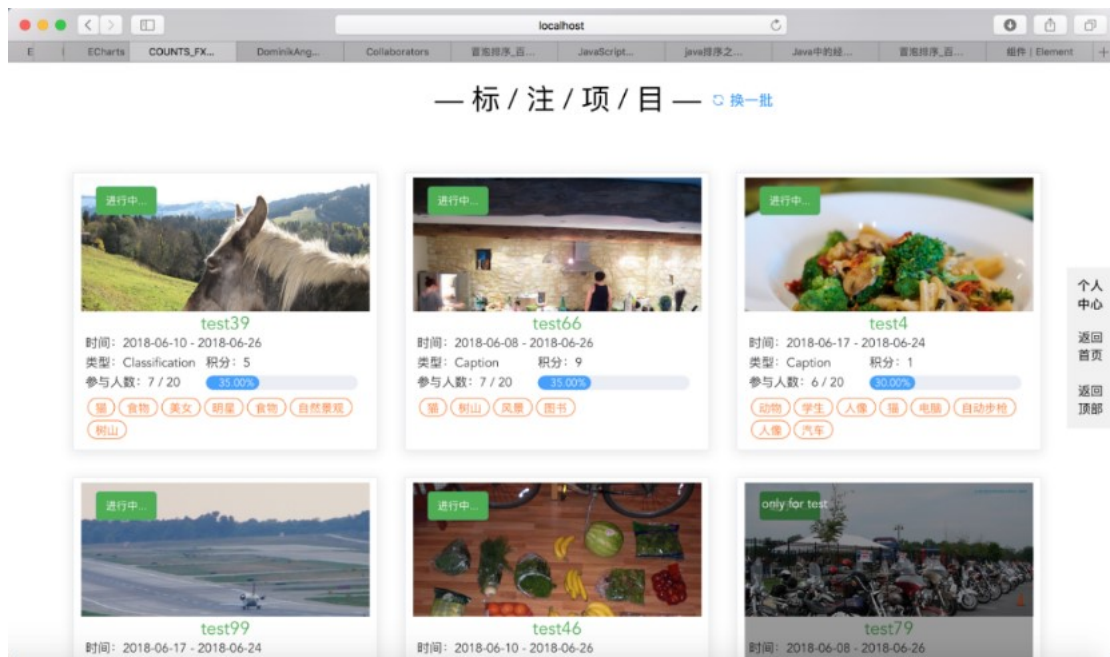 localhost
E ECharts COUNTS_FX... DominikAng... Collaborators 冒泡排序_百... JavaScript... java排序之... Java中的经... 冒泡排序_百... 组件 | Element +
— 标 / 注 / 项 / 目 — 换一批
进行中...
test39
时间: 2018-06-10 - 2018-06-26
类型: Classification 积分: 5
参与人数: 7 / 20 35.00%
猫 食物 美女 明星 食物 自然景观
树山
进行中...
test66
时间: 2018-06-08 - 2018-06-26
类型: Caption 积分: 9
参与人数: 7 / 20 35.00%
猫 树山 风景 图书
进行中...
test4
时间: 2018-06-17 - 2018-06-24
类型: Caption 积分: 1
参与人数: 6 / 20 30.00%
动物 学生 人像 猫 电脑 自动步枪
人像 汽车
个人
中心
返回
首页
返回
顶部
进行中...
test99
时间: 2018-06-17 - 2018-06-24
进行中...
test46
时间: 2018-06-10 - 2018-06-26
only for test
test79
时间: 2018-06-08 - 2018-06-26